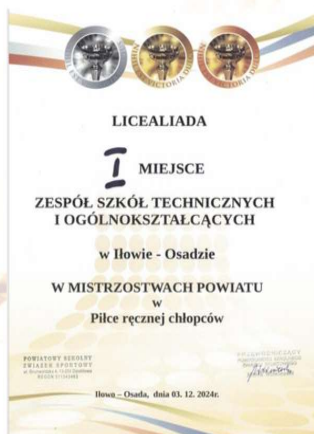 LICEALIADA
I MIEJSCE
ZESPÓŁ SZKÓŁ TECHNICZNYCH
I OGÓLNOKSZTAŁCĄCYCH
w Iłowie - Osadzie
W MISTRZOSTWACH POWIATU
w
Piłce ręcznej chłopców
POWIATOWY SZKOLNY
ZWIĄZEK SPORTOWY
PRZEWODNICZĄCY
Iłowo – Osada, dnia 03. 12. 2024r.